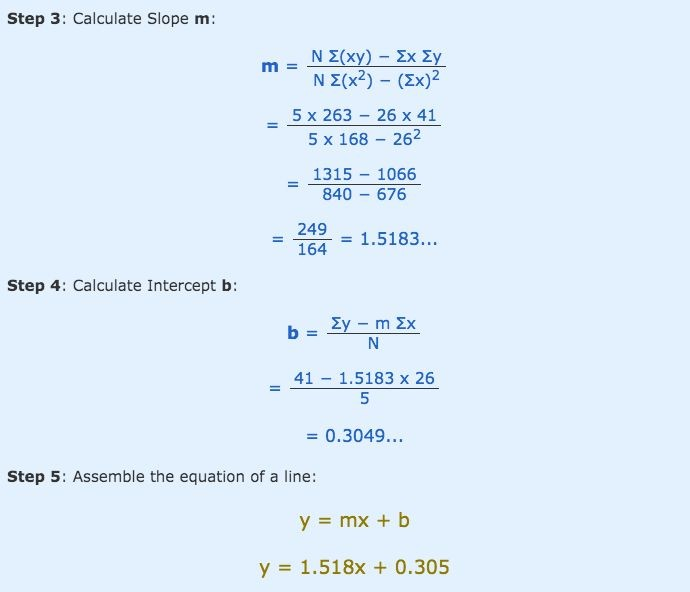 Step 3: Calculate Slope m:
m = N Σ(xy) − Σx Σy / N Σ(x²) − (Σx)²
= 5 x 263 − 26 x 41 / 5 x 168 − 26²
= 1315 − 1066 / 840 − 676
= 249 / 164 = 1.5183...
Step 4: Calculate Intercept b:
b = Σy − m Σx / N
= 41 − 1.5183 x 26 / 5
= 0.3049...
Step 5: Assemble the equation of a line:
y = mx + b
y = 1.518x + 0.305